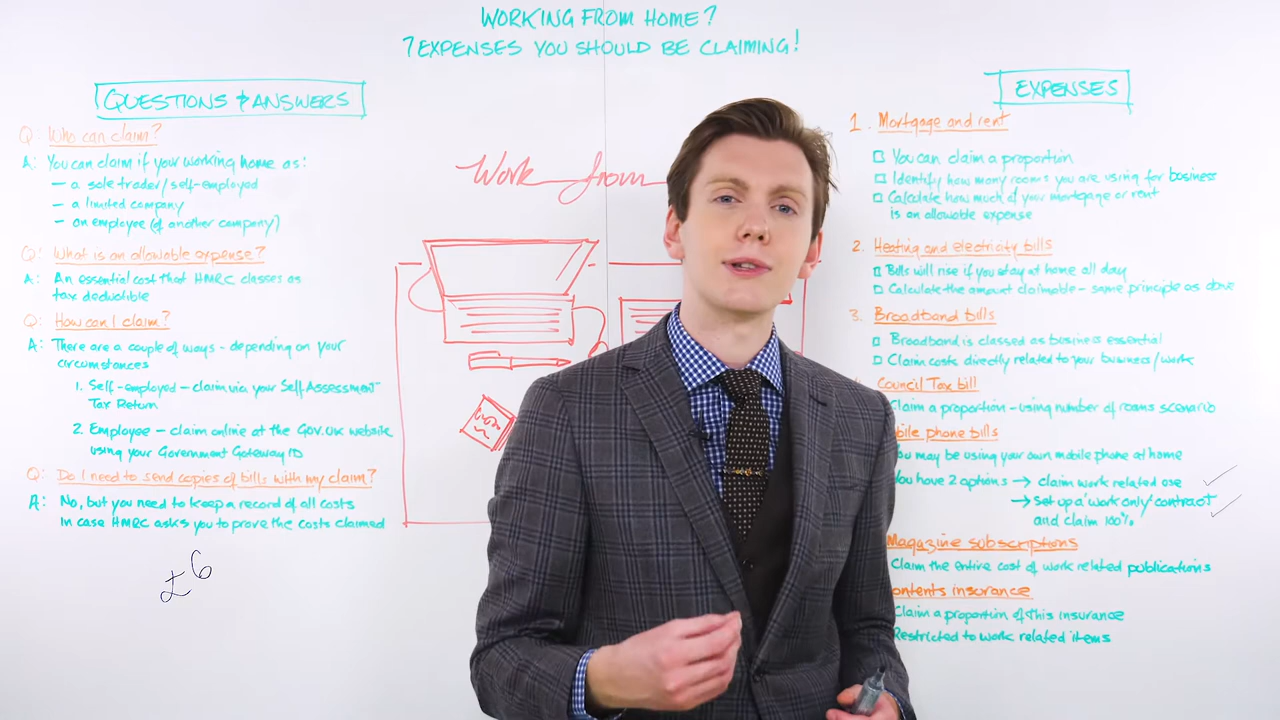 WORKING FROM HOME?
7 EXPENSES YOU SHOULD BE CLAIMING!
QUESTIONS & ANSWERS
Q: Who can claim?
A: You can claim if your working home as:
– a sole trader/self-employed
– a limited company
– an employee (of another company)
Q: What is an allowable expense?
A: An essential cost that HMRC classes as
tax deductible
Q: How can I claim?
A: There are a couple of ways - depending on your
circumstances
1. Self-employed – claim via your Self Assessment
Tax Return
2. Employee – claim online at the Gov.uk website
using your Government Gateway ID
Q: Do I need to send copies of bills with my claim?
A: No, but you need to keep a record of all costs
in case HMRC asks you to prove the costs claimed
£6
Work from
EXPENSES
1. Mortgage and rent
You can claim a proportion
Identify how many rooms you are using for business
Calculate how much of your mortgage or rent
is an allowable expense
2. Heating and electricity bills
Bills will rise if you stay at home all day
Calculate the amount claimable – same principle as above
3. Broadband bills
Broadband is classed as business essential
Claim costs directly related to your business/work
Council Tax bill
Claim a proportion – using number of rooms scenario
bile phone bills
You may be using your own mobile phone at home
You have 2 options → claim work related use
→ Set up a 'work only' contract
and claim 100%
Magazine subscriptions
Claim the entire cost of work related publications
ontents insurance
Claim a proportion of this insurance
Restricted to work related items